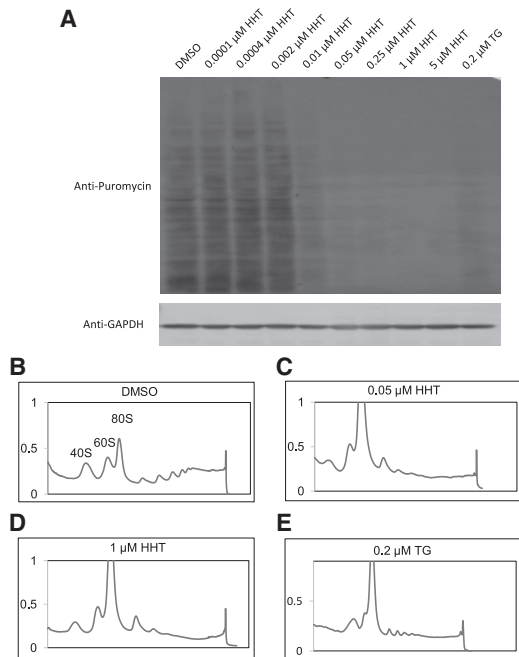 A
DMSO
0.0001 µM HHT
0.0004 µM HHT
0.002 µM HHT
0.01 µM HHT
0.05 µM HHT
0.25 µM HHT
1 µM HHT
5 µM HHT
0.2 µM TG
Anti-Puromycin
Anti-GAPDH
B
DMSO
1
0.5
0
40S
60S
80S
C
0.05 µM HHT
1
0.5
0
D
1 µM HHT
1
0.5
0
E
0.2 µM TG
0.5
0